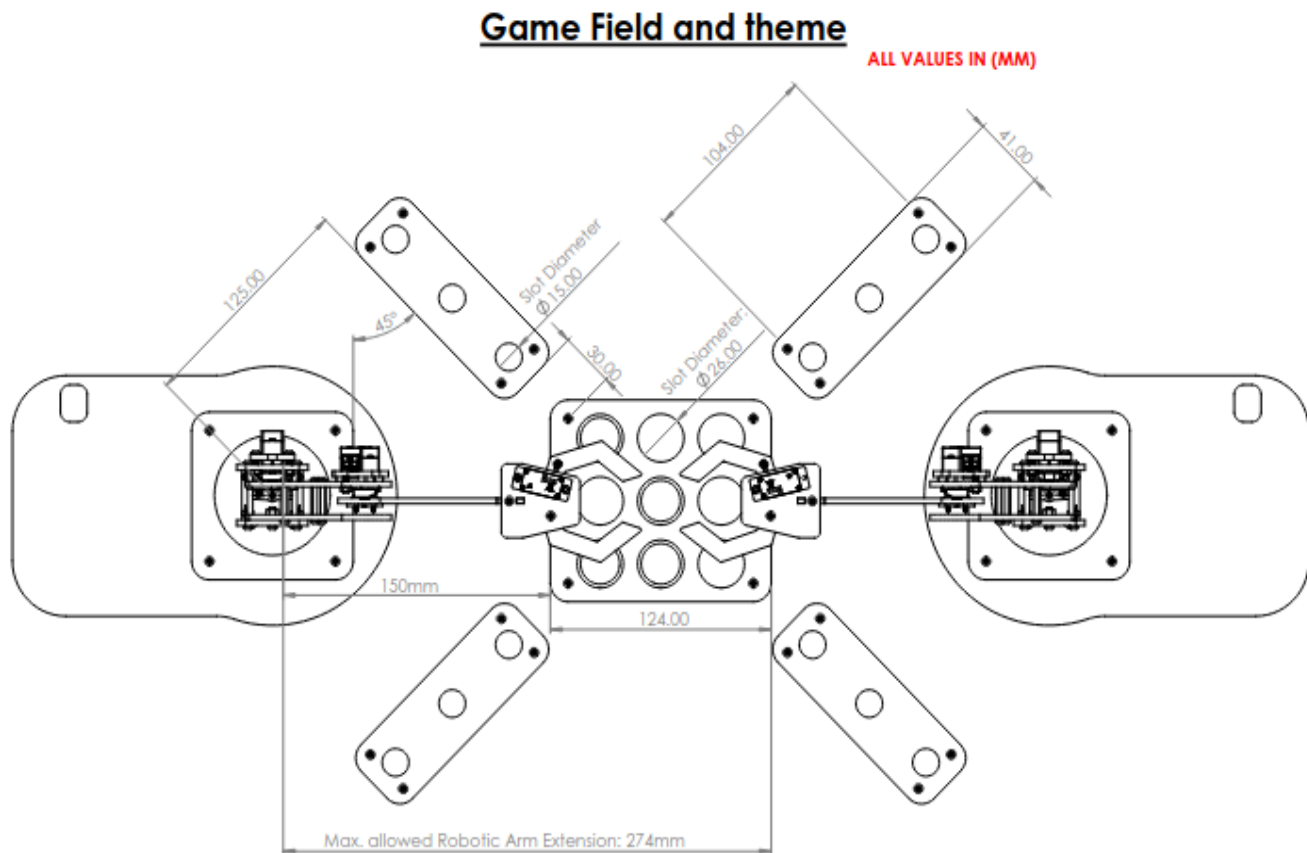 Game Field and theme
ALL VALUES IN (MM)
104.00
41.00
125.00
45°
Slot Diameter
Ø15.00
30.00
Slot Diameter:
Ø26.00
150mm
124.00
Max. allowed Robotic Arm Extension: 274mm